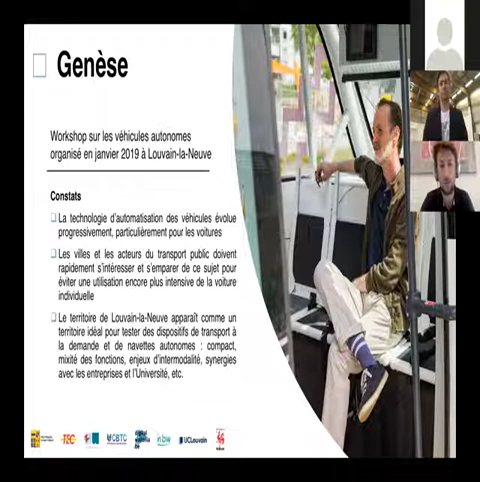 Genèse
Workshop sur les véhicules autonomes
organisé en janvier 2019 à Louvain-la-Neuve
Constats
La technologie d'automatisation des véhicules évolue
progressivement, particulièrement pour les voitures
Les villes et les acteurs du transport public doivent
rapidement s'intéresser et s'emparer de ce sujet pour
éviter une utilisation encore plus intensive de la voiture
individuelle
Le territoire de Louvain-la-Neuve apparaît comme un
territoire idéal pour tester des dispositifs de transport à
la demande et de navettes autonomes : compact,
mixité des fonctions, enjeux d'intermodalité, synergies
avec les entreprises et l'Université, etc.
TEC CBTC in bw UCLouvain